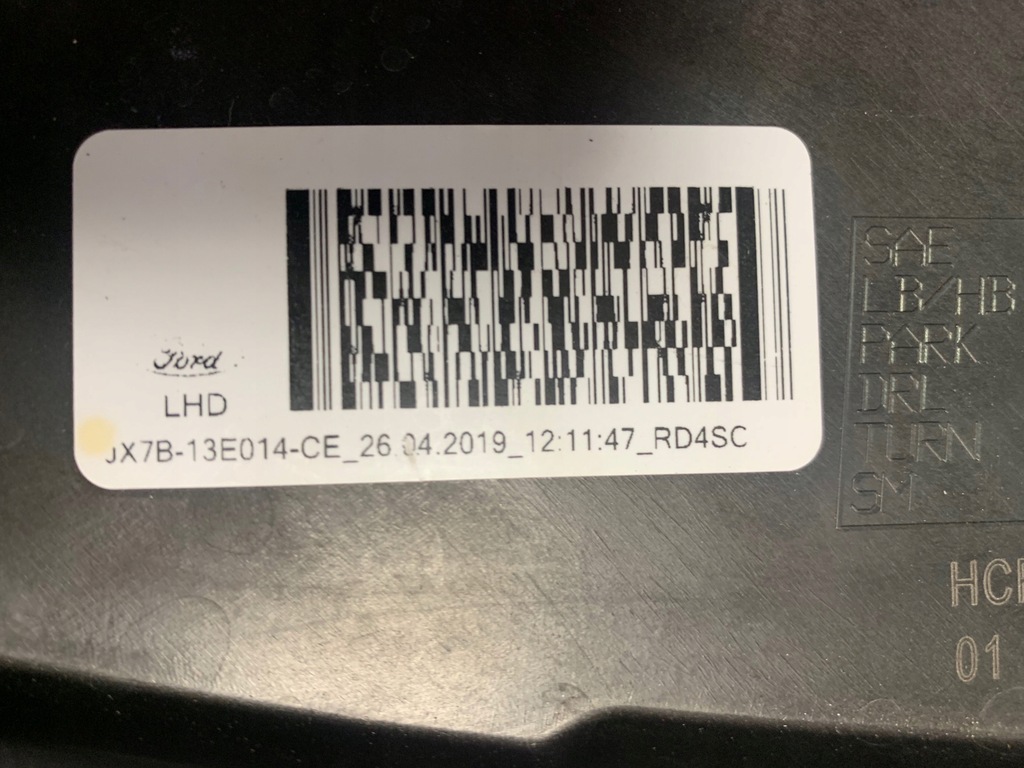 Ford
LHD
JX7B-13E014-CE_26.04.2019_12:11:47_RD4SC
SAE
LB/HB
PARK
DRL
TURN
SM
01